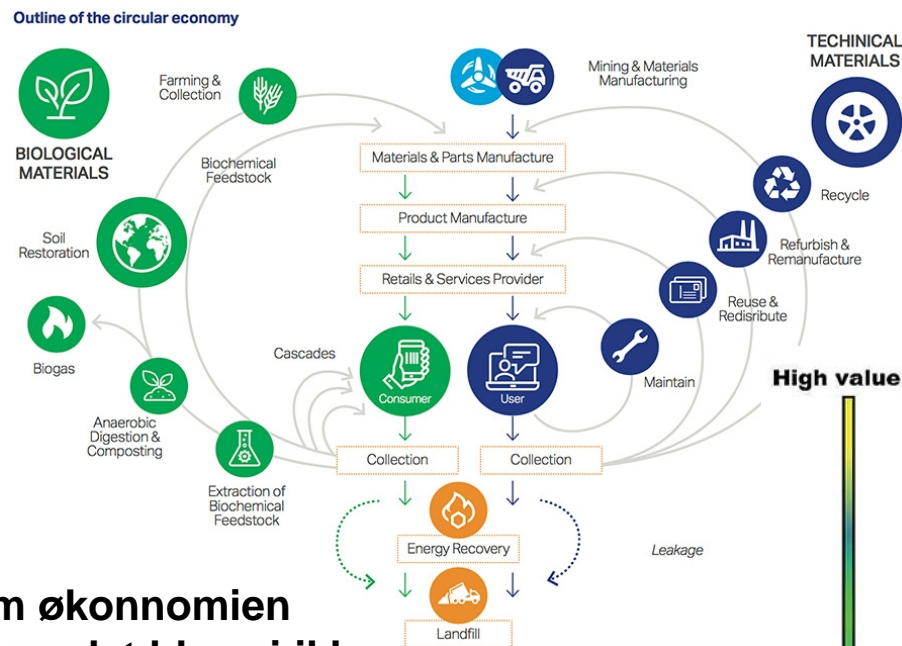 Outline of the circular economy
BIOLOGICAL
MATERIALS
Farming &
Collection
Biochemical
Feedstock
Soil
Restoration
Biogas
Anaerobic
Digestion &
Composting
Extraction of
Biochemical
Feedstock
Cascades
Mining & Materials
Manufacturing
Materials & Parts Manufacture
Product Manufacture
Retails & Services Provider
Consumer
User
Collection
Collection
Energy Recovery
Landfill
TECHINICAL
MATERIALS
Recycle
Refurbish &
Remanufacture
Reuse &
Redisribute
Maintain
High value
Leakage
m økonnomien